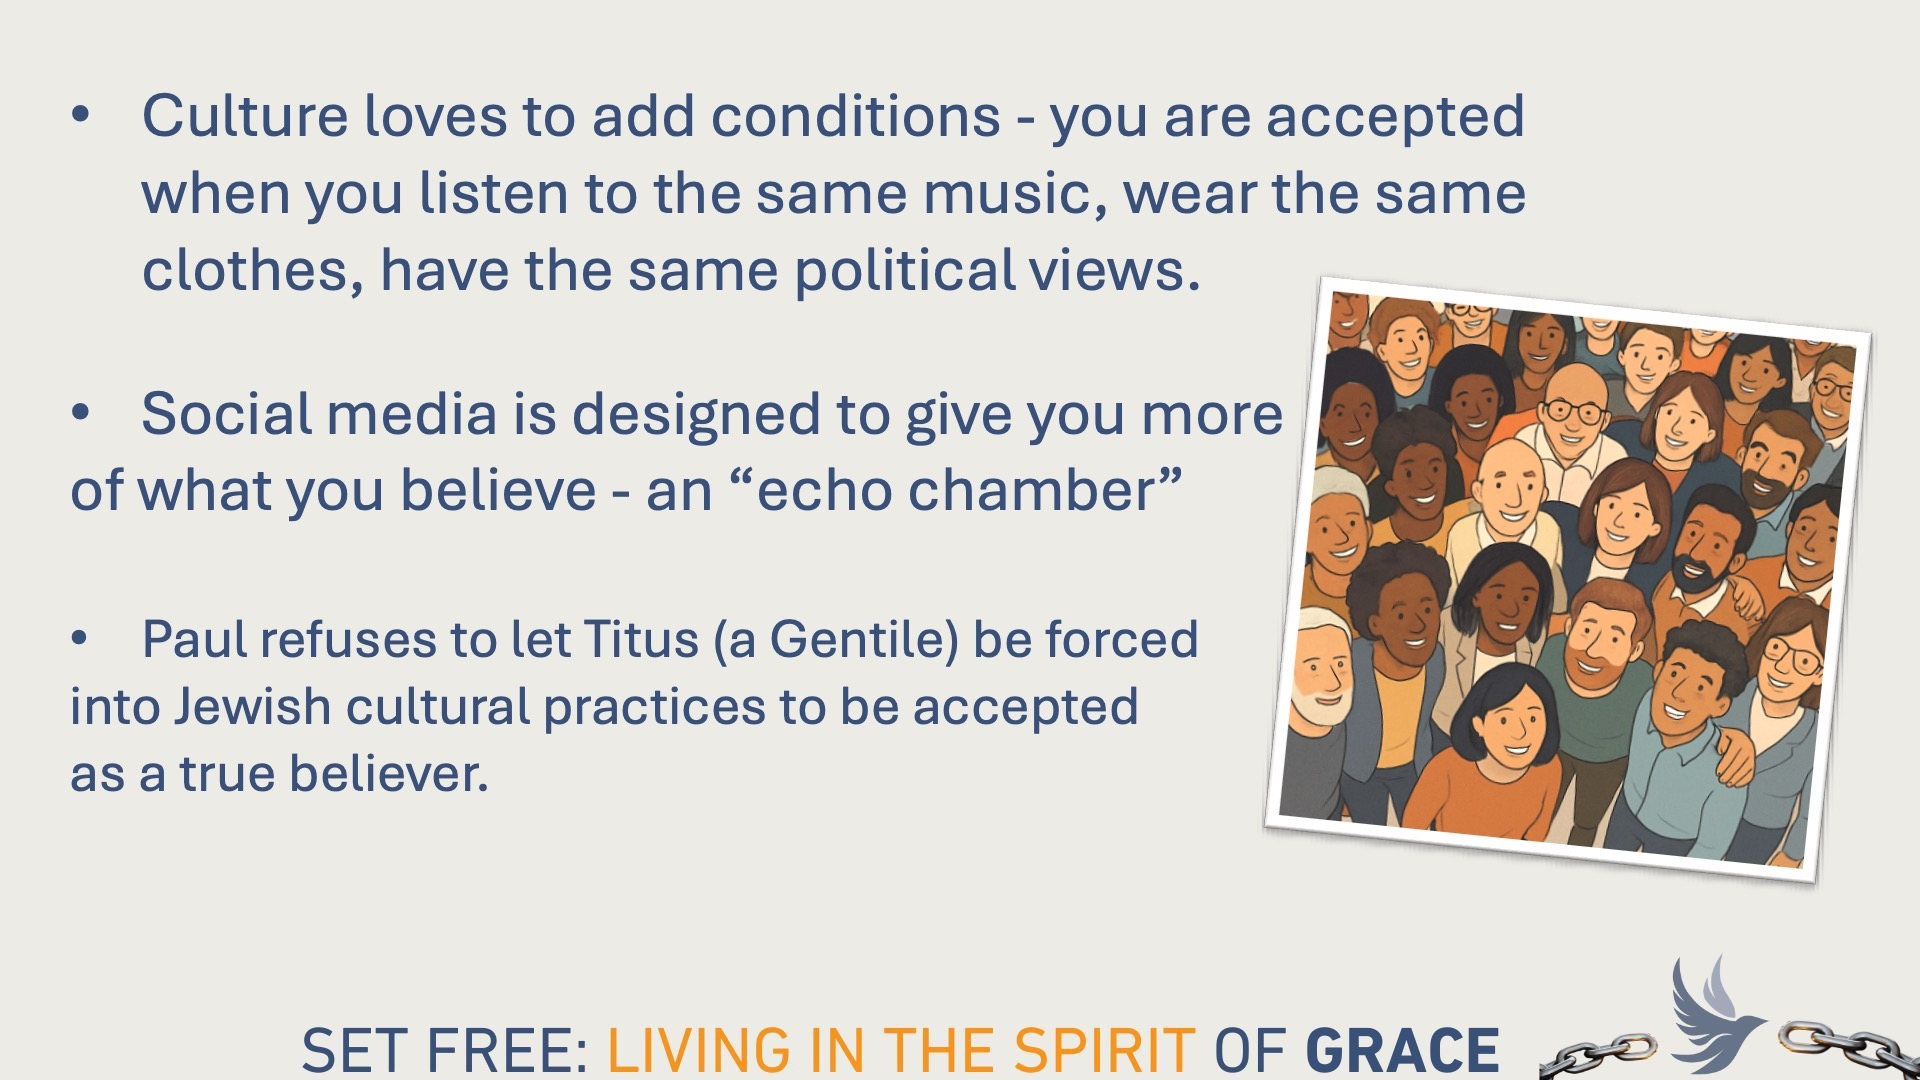 • Culture loves to add conditions - you are accepted
when you listen to the same music, wear the same
clothes, have the same political views.
• Social media is designed to give you more
of what you believe - an “echo chamber”
• Paul refuses to let Titus (a Gentile) be forced
into Jewish cultural practices to be accepted
as a true believer.
SET FREE: LIVING IN THE SPIRIT OF GRACE